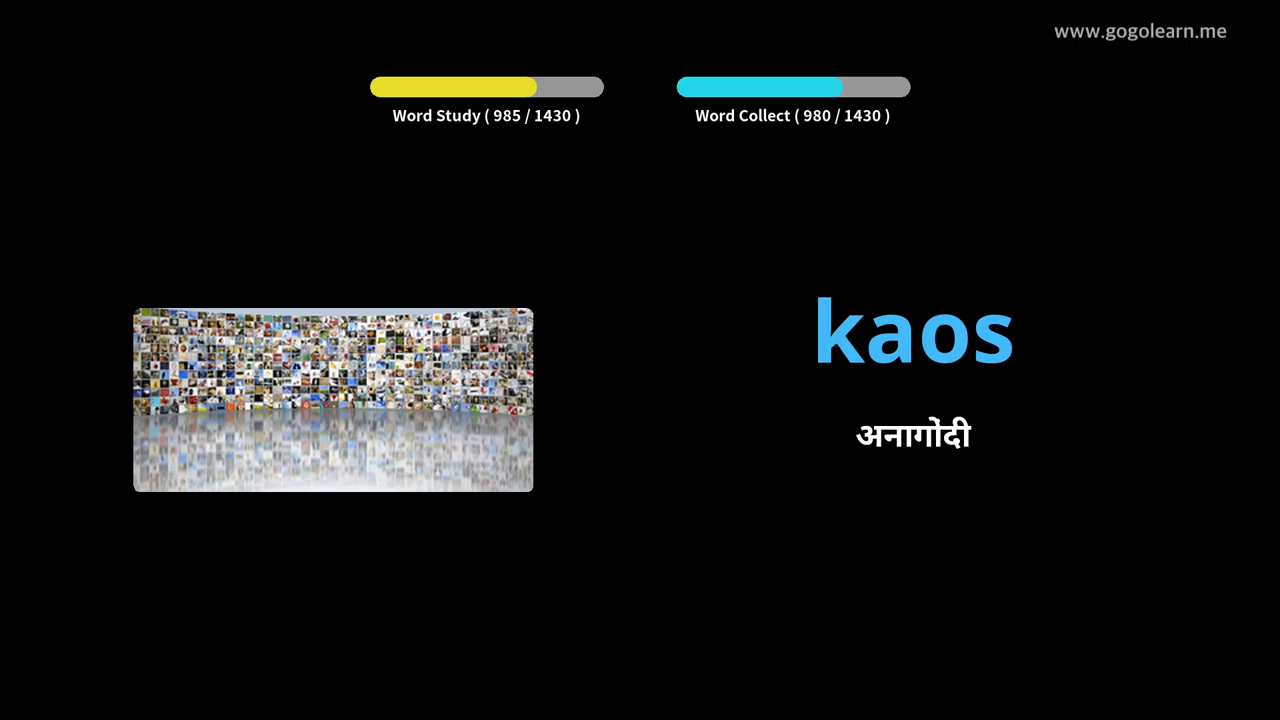 www.gogolearn.me
Word Study ( 985 / 1430 )
Word Collect ( 980 / 1430 )
kaos
अनागोंदी